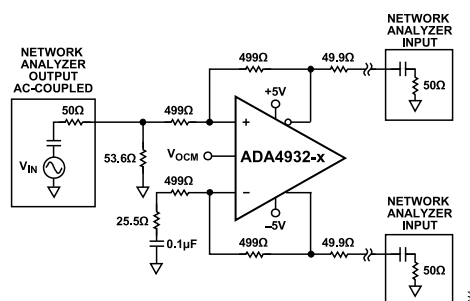 NETWORK
ANALYZER
OUTPUT
AC-COUPLED
50Ω
VIN
53.6Ω
499Ω
499Ω
25.5Ω
0.1µF
VOCM
499Ω
+5V
+
ADA4932-x
−
−5V
499Ω
49.9Ω
49.9Ω
NETWORK
ANALYZER
INPUT
50Ω
NETWORK
ANALYZER
INPUT
50Ω